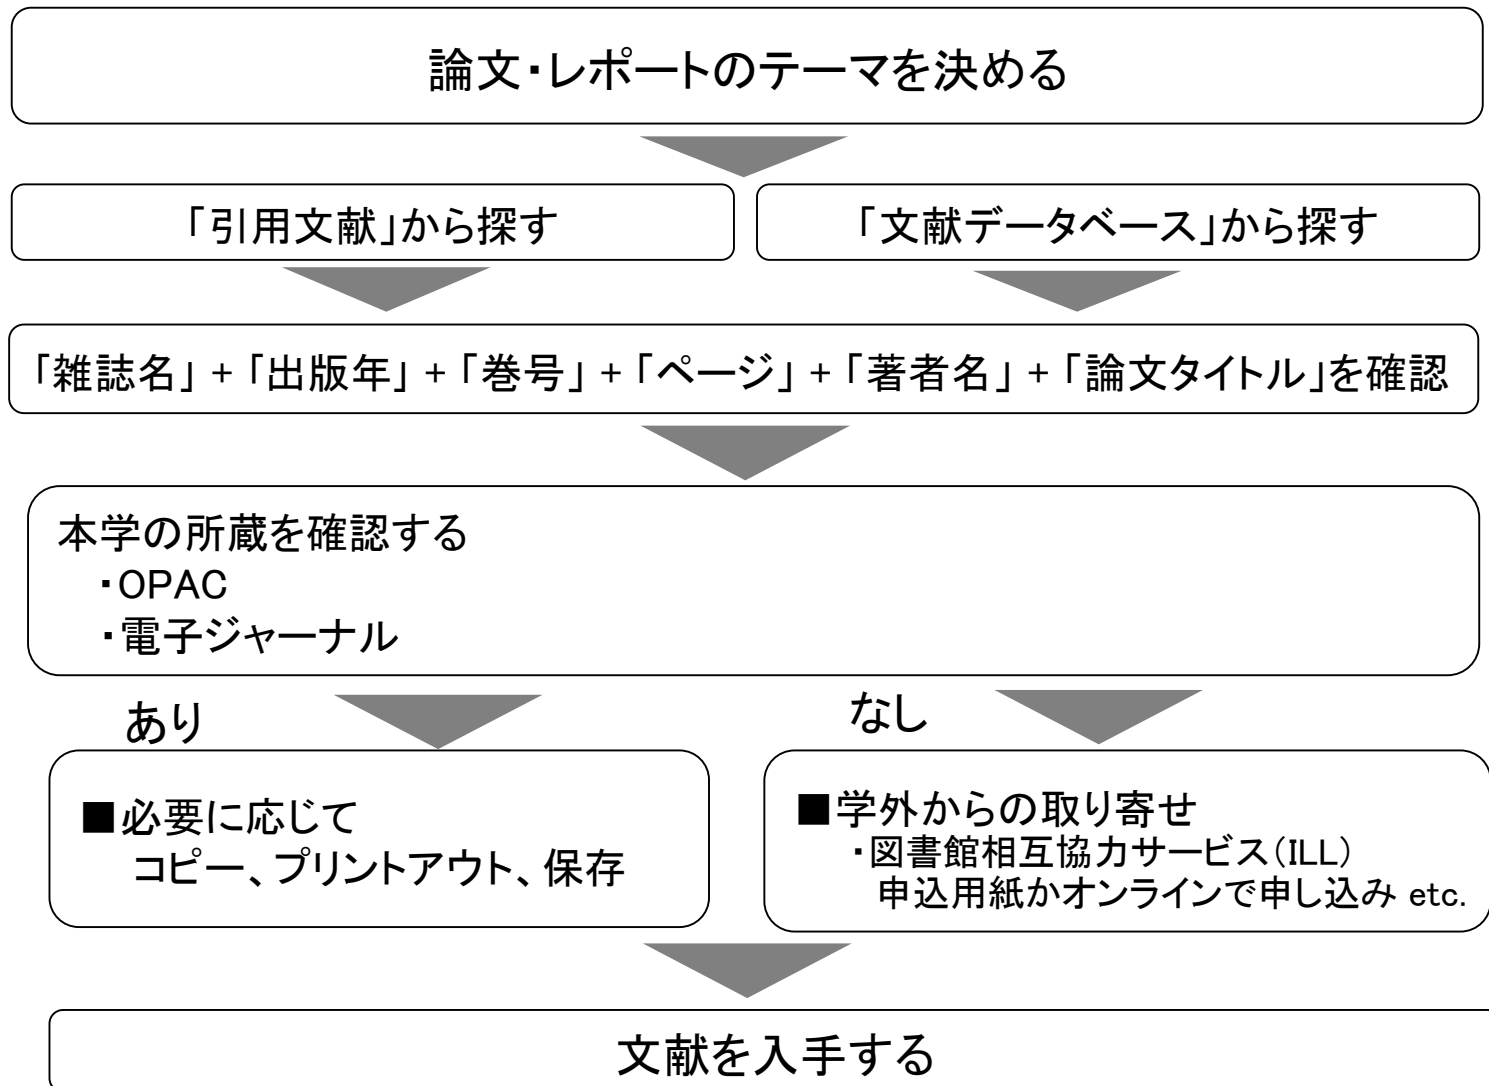 論文・レポートのテーマを決める
「引用文献」から探す
「文献データベース」から探す
「雑誌名」+「出版年」+「巻号」+「ページ」+「著者名」+「論文タイトル」を確認
本学の所蔵を確認する
・OPAC
・電子ジャーナル
あり
なし
■必要に応じて
コピー、プリントアウト、保存
■学外からの取り寄せ
・図書館相互協力サービス(ILL)
申込用紙かオンラインで申し込み etc.
文献を入手する